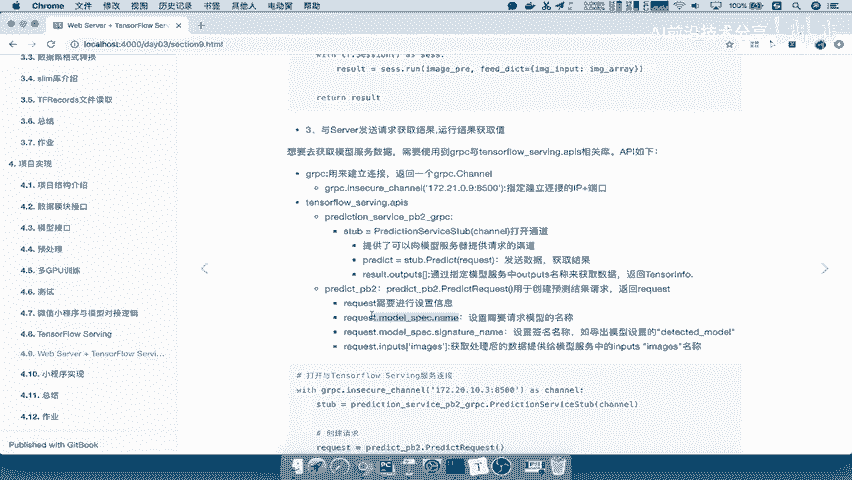 Chrome 文件 编辑 视图 历史记录 书签 其他人 电动窗 帮助
100%
Web Server + TensorFlow Serv
AI前沿技术分享
localhost:4000/day03/section9.html
3.3. 数据集格式转换
3.4. slim库介绍
3.5. TFRecords文件读取
3.6. 总结
3.7. 作业
4. 项目实现
4.1. 项目结构介绍
4.2. 数据模块接口
4.3. 模型接口
4.4. 预处理
4.5. 多GPU训练
4.6. 测试
4.7. 微信小程序与模型对接逻辑
4.8. TensorFlow Serving
4.9. Web Server + TensorFlow Servin...
4.10. 小程序实现
4.11. 总结
4.12. 作业
Published with GitBook
with tf.Session() as sess:
result = sess.run(image_pre, feed_dict={img_input: img_array})
return result
3、与Server发送请求获取结果,运行结果获取值
想要去获取模型服务数据，需要使用到grpc与tensorflow_serving.apis相关库。API如下：
grpc:用来建立连接，返回一个grpc.Channel
grpc.insecure_channel('172.21.0.9:8500'):指定建立连接的IP+端口
tensorflow_serving.apis
prediction_service_pb2_grpc:
stub = PredictionServiceStub(channel)打开通道
提供了可以向模型服务器提供请求的渠道
predict = stub.Predict(request)：发送数据，获取结果
result.outputs[]:通过指定模型服务中outputs名称来获取数据，返回Tensorinfo.
predict_pb2：predict_pb2.PredictRequest()用于创建预测结果请求，返回request
request需要进行设置信息
request.model_spec.name：设置需要请求模型的名称
request.model_spec.signature_name：设置签名名称，如导出模型设置的"detected_model"
request.inputs['images']:获取处理后的数据提供给模型服务中的inputs "images"名称
# 打开与Tensorflow Serving服务连接
with grpc.insecure_channel('172.20.10.3:8500') as channel:
stub = prediction_service_pb2_grpc.PredictionServiceStub(channel)
# 创建请求
request = predict_pb2.PredictRequest()